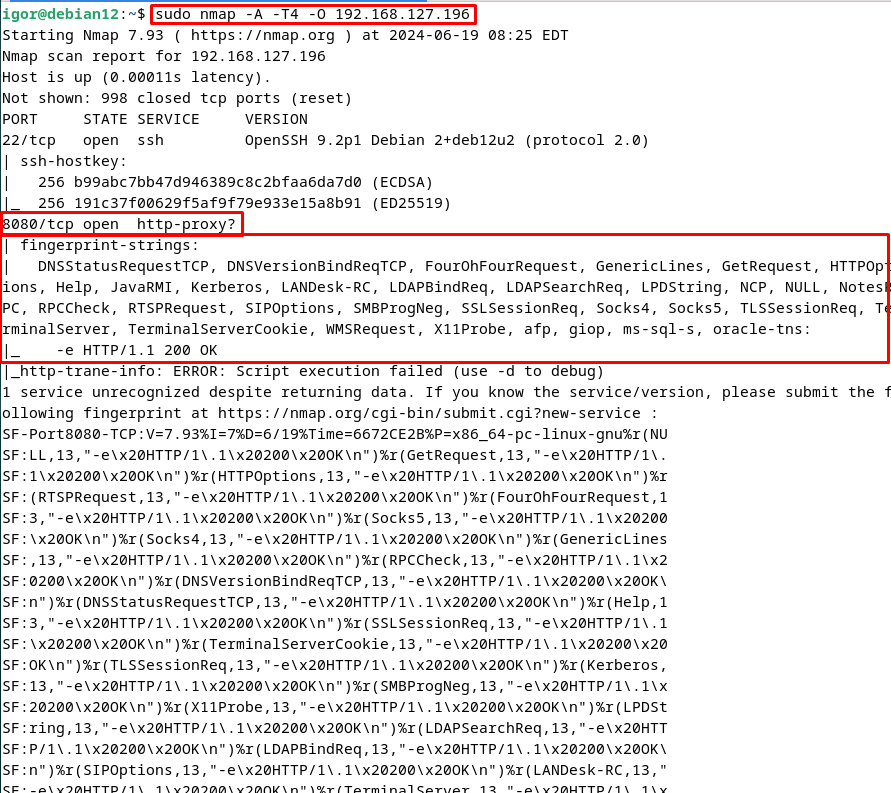 igor@debian12:~$ sudo nmap -A -T4 -O 192.168.127.196
Starting Nmap 7.93 ( https://nmap.org ) at 2024-06-19 08:25 EDT
Nmap scan report for 192.168.127.196
Host is up (0.00011s latency).
Not shown: 998 closed tcp ports (reset)
PORT     STATE SERVICE     VERSION
22/tcp   open  ssh         OpenSSH 9.2p1 Debian 2+deb12u2 (protocol 2.0)
| ssh-hostkey:
|   256 b99abc7bb47d946389c8c2bfaa6da7d0 (ECDSA)
|_  256 191c37f00629f5af9f79e933e15a8b91 (ED25519)
8080/tcp open  http-proxy?
| fingerprint-strings:
|   DNSStatusRequestTCP, DNSVersionBindReqTCP, FourOhFourRequest, GenericLines, GetRequest, HTTPOpt
ions, Help, JavaRMI, Kerberos, LANDesk-RC, LDAPBindReq, LDAPSearchReq, LPDString, NCP, NULL, NotesR
PC, RPCCheck, RTSPRequest, SIPOptions, SMBProgNeg, SSLSessionReq, Socks4, Socks5, TLSSessionReq, Te
rminalServer, TerminalServerCookie, WMSRequest, X11Probe, afp, giop, ms-sql-s, oracle-tns:
|_    -e HTTP/1.1 200 OK
|_http-trane-info: ERROR: Script execution failed (use -d to debug)
1 service unrecognized despite returning data. If you know the service/version, please submit the f
ollowing fingerprint at https://nmap.org/cgi-bin/submit.cgi?new-service :
SF-Port8080-TCP:V=7.93%I=7%D=6/19%Time=6672CE2B%P=x86_64-pc-linux-gnu%r(NU
SF:LL,13,"-e\x20HTTP/1\.1\x20200\x20OK\n")%r(GetRequest,13,"-e\x20HTTP/1\.
SF:1\x20200\x20OK\n")%r(HTTPOptions,13,"-e\x20HTTP/1\.1\x20200\x20OK\n")%r
SF:(RTSPRequest,13,"-e\x20HTTP/1\.1\x20200\x20OK\n")%r(FourOhFourRequest,1
SF:3,"-e\x20HTTP/1\.1\x20200\x20OK\n")%r(Socks5,13,"-e\x20HTTP/1\.1\x20200
SF:\x20OK\n")%r(Socks4,13,"-e\x20HTTP/1\.1\x20200\x20OK\n")%r(GenericLines
SF:,13,"-e\x20HTTP/1\.1\x20200\x20OK\n")%r(RPCCheck,13,"-e\x20HTTP/1\.1\x2
SF:0200\x20OK\n")%r(DNSVersionBindReqTCP,13,"-e\x20HTTP/1\.1\x20200\x20OK\
SF:n")%r(DNSStatusRequestTCP,13,"-e\x20HTTP/1\.1\x20200\x20OK\n")%r(Help,1
SF:3,"-e\x20HTTP/1\.1\x20200\x20OK\n")%r(SSLSessionReq,13,"-e\x20HTTP/1\.1
SF:\x20200\x20OK\n")%r(TerminalServerCookie,13,"-e\x20HTTP/1\.1\x20200\x20
SF:OK\n")%r(TLSSessionReq,13,"-e\x20HTTP/1\.1\x20200\x20OK\n")%r(Kerberos,
SF:13,"-e\x20HTTP/1\.1\x20200\x20OK\n")%r(SMBProgNeg,13,"-e\x20HTTP/1\.1\x
SF:20200\x20OK\n")%r(X11Probe,13,"-e\x20HTTP/1\.1\x20200\x20OK\n")%r(LPDSt
SF:ring,13,"-e\x20HTTP/1\.1\x20200\x20OK\n")%r(LDAPSearchReq,13,"-e\x20HTT
SF:P/1\.1\x20200\x20OK\n")%r(LDAPBindReq,13,"-e\x20HTTP/1\.1\x20200\x20OK\
SF:n")%r(SIPOptions,13,"-e\x20HTTP/1\.1\x20200\x20OK\n")%r(LANDesk-RC,13,"
SF:-e\x20HTTP/1\.1\x20200\x20OK\n")%r(TerminalServer,13,"-e\x20HTTP/1\.1\x